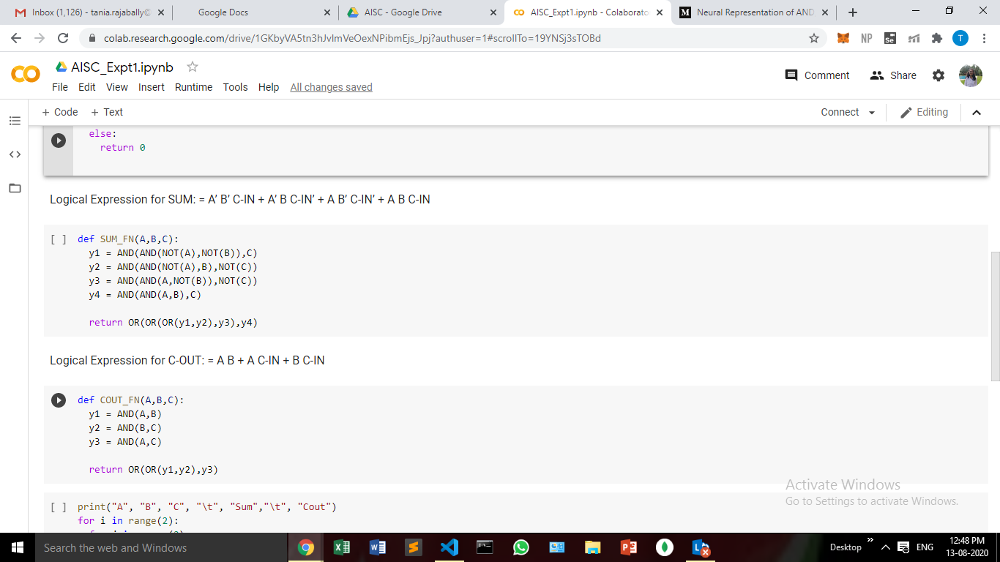 Inbox (1,126) - tania.rajabally@
Google Docs
AISC - Google Drive
AISC_Expt1.ipynb - Colaborato
Neural Representation of AND
colab.research.google.com/drive/1GKbyVA5tn3hJvlmVeOexNPibmEjs_Jpj?authuser=1#scrollTo=19YNSj3sTOBd
NP
Se
T
AISC_Expt1.ipynb
Comment
Share
File Edit View Insert Runtime Tools Help All changes saved
+ Code + Text
Connect
Editing
else:
return 0
Logical Expression for SUM: = A’ B’ C-IN + A’ B C-IN’ + A B’ C-IN’ + A B C-IN
[ ] def SUM_FN(A,B,C):
y1 = AND(AND(NOT(A),NOT(B)),C)
y2 = AND(AND(NOT(A),B),NOT(C))
y3 = AND(AND(A,NOT(B)),NOT(C))
y4 = AND(AND(A,B),C)
return OR(OR(OR(y1,y2),y3),y4)
Logical Expression for C-OUT: = A B + A C-IN + B C-IN
def COUT_FN(A,B,C):
y1 = AND(A,B)
y2 = AND(B,C)
y3 = AND(A,C)
return OR(OR(y1,y2),y3)
Activate Windows
Go to Settings to activate Windows.
[ ] print("A", "B", "C", "\t", "Sum","\t", "Cout")
for i in range(2):
Search the web and Windows
Desktop
ENG
12:48 PM
13-08-2020